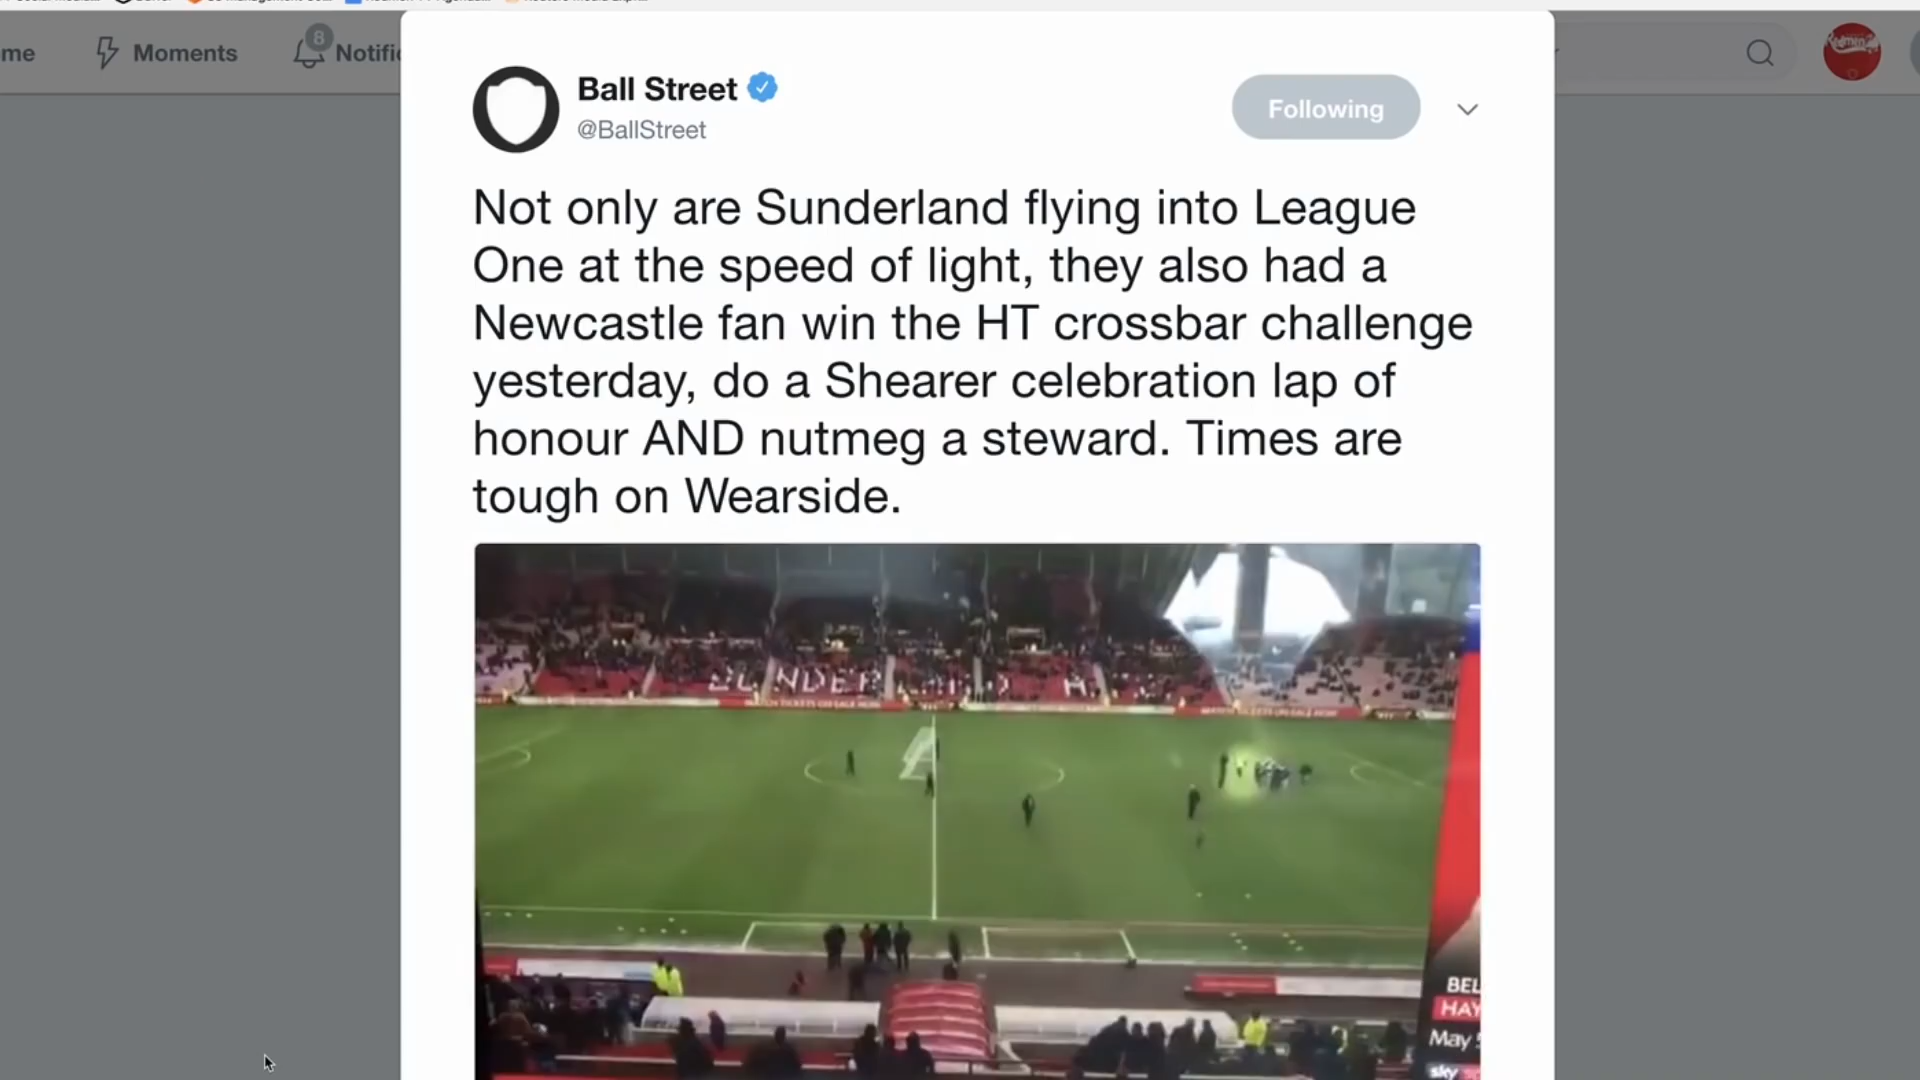 me
Moments
8
Notific
Ball Street
@BallStreet
Following
Not only are Sunderland flying into League
One at the speed of light, they also had a
Newcastle fan win the HT crossbar challenge
yesterday, do a Shearer celebration lap of
honour AND nutmeg a steward. Times are
tough on Wearside.
BEL
HAY
May 5
sky